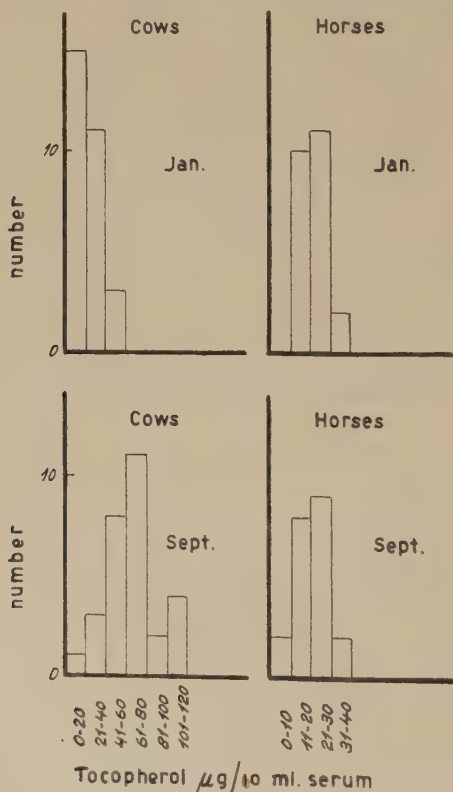 Cows
Horses
10
Jan.
Jan.
number
0
Cows
Horses
10
Sept.
Sept.
number
0
0-20
21-40
41-60
61-80
81-100
101-120
0-10
11-20
21-30
31-40
Tocopherol μg/10 ml. serum